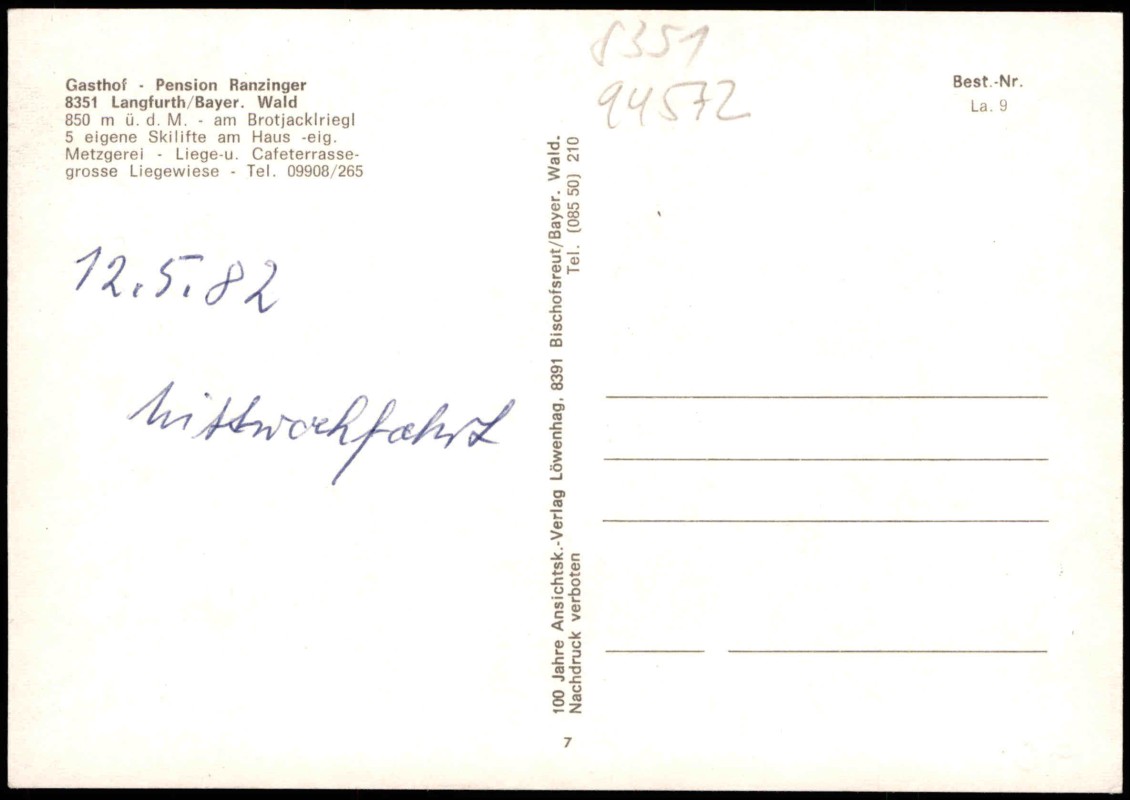 Gasthof - Pension Ranzinger
8351 Langfurth/Bayer. Wald
850 m ü. d. M. - am Brotjacklriegl
5 eigene Skilifte am Haus -eig.
Metzgerei - Liege-u. Cafeterrasse-
grosse Liegewiese - Tel. 09908/265
12.5.82
Mittwochfahrt
100 Jahre Ansichtsk.-Verlag Löwenhag, 8391 Bischofsreut/Bayer. Wald.
Nachdruck verboten Tel. (085 50) 210
7
8351
94572
Best.-Nr.
La. 9